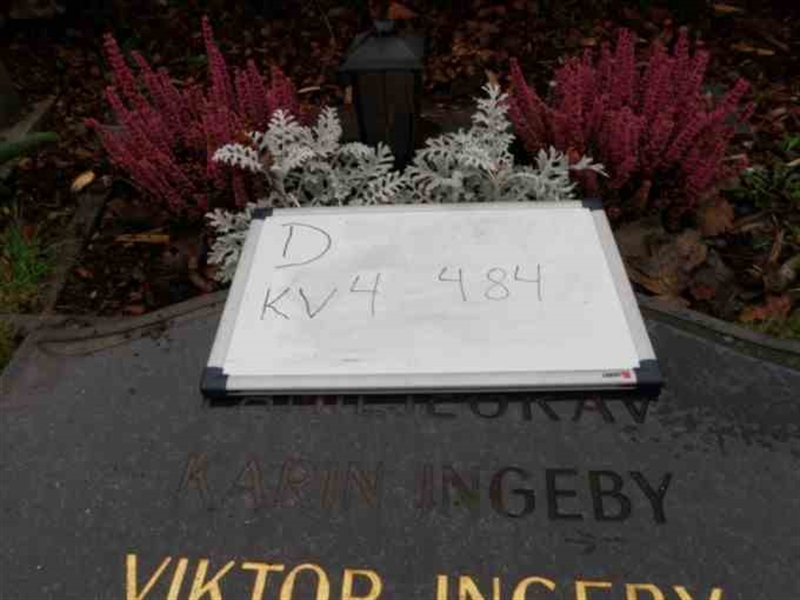 D
KV4 484
KARIN INGEBY
VIKTOR INGEBY